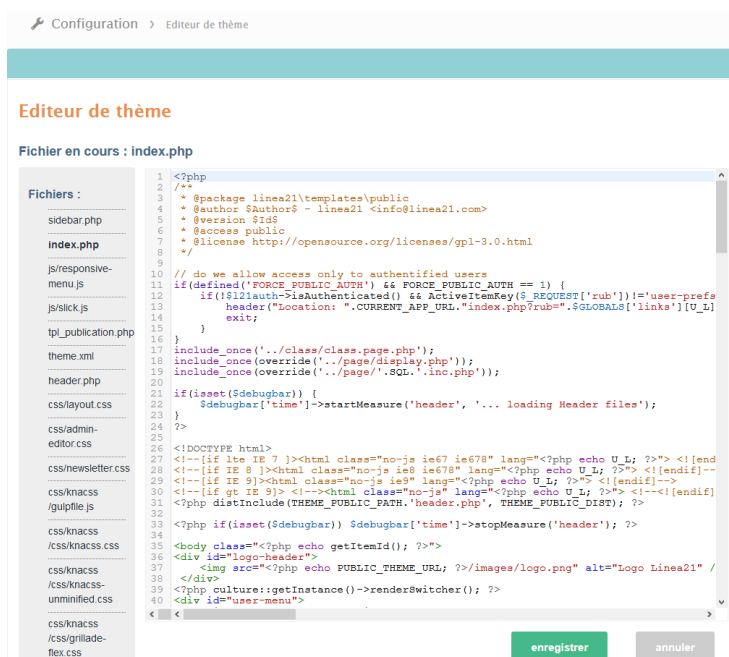 Configuration > Editeur de thème
Editeur de thème
Fichier en cours : index.php
Fichiers :
sidebar.php
index.php
js/responsive-
menu.js
js/slick.js
tpl_publication.php
theme.xml
header.php
css/layout.css
css/admin-
editor.css
css/newsletter.css
css/knacss
/gulpfile.js
css/knacss
/css/knacss.css
css/knacss
/css/knacss-
unminified.css
css/knacss
/css/grillade-
flex.css
1 <?php
2 /**
3 * @package linea21\templates\public
4 * @author $Author$ - linea21 <info@linea21.com>
5 * @version $Id$
6 * @access public
7 * @license http://opensource.org/licenses/gpl-3.0.html
8 */
9
10 // do we allow access only to authentified users
11 if(defined('FORCE_PUBLIC_AUTH') && FORCE_PUBLIC_AUTH == 1) {
12 if(!$l21auth->isAuthenticated() && ActiveItemKey($_REQUEST['rub'])!='user-prefs
13 header("Location: ".CURRENT_APP_URL."index.php?rub=".$GLOBALS['links'][U_L]
14 exit;
15 }
16 }
17 include_once('../class/class.page.php');
18 include_once(override('../page/display.php'));
19 include_once(override('../page/'.SQL.'.inc.php'));
20
21 if(isset($debugbar)) {
22 $debugbar['time']->startMeasure('header', '... loading Header files');
23 }
24 ?>
25
26 <!DOCTYPE html>
27 <!--[if lte IE 7 ]><html class="no-js ie67 ie678" lang="<?php echo U_L; ?>"> <![end
28 <!--[if IE 8 ]><html class="no-js ie8 ie678" lang="<?php echo U_L; ?>"> <![endif]--
29 <!--[if IE 9]><html class="no-js ie9" lang="<?php echo U_L; ?>"> <![endif]-->
30 <!--[if gt IE 9]> <!--><html class="no-js" lang="<?php echo U_L; ?>"> <!--<![endif]
31 <?php distInclude(THEME_PUBLIC_PATH.'header.php', THEME_PUBLIC_DIST); ?>
32
33 <?php if(isset($debugbar)) $debugbar['time']->stopMeasure('header'); ?>
34
35 <body class="<?php echo getItemId(); ?>">
36 <div id="logo-header">
37 <img src="<?php echo PUBLIC_THEME_URL; ?>/images/logo.png" alt="Logo Linea21" /
38 </div>
39 <?php culture::getInstance()->renderSwitcher(); ?>
40 <div id="user-menu">
enregistrer
annuler